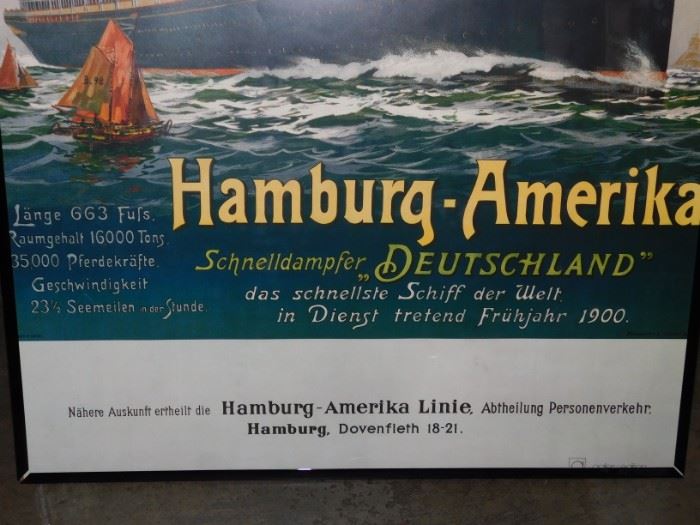 B. 98
Hamburg-Amerika
Länge 663 Fuſs.
Raumgehalt 16000 Tons.
35000 Pferdekräfte.
Geschwindigkeit
23½ Seemeilen in der Stunde.
Schnelldampfer „DEUTSCHLAND”
das schnellste Schiff der Welt.
in Dienst tretend Frühjahr 1900.
Nähere Auskunft ertheilt die Hamburg-Amerika Linie, Abtheilung Personenverkehr.
Hamburg, Dovenfleth 18-21.